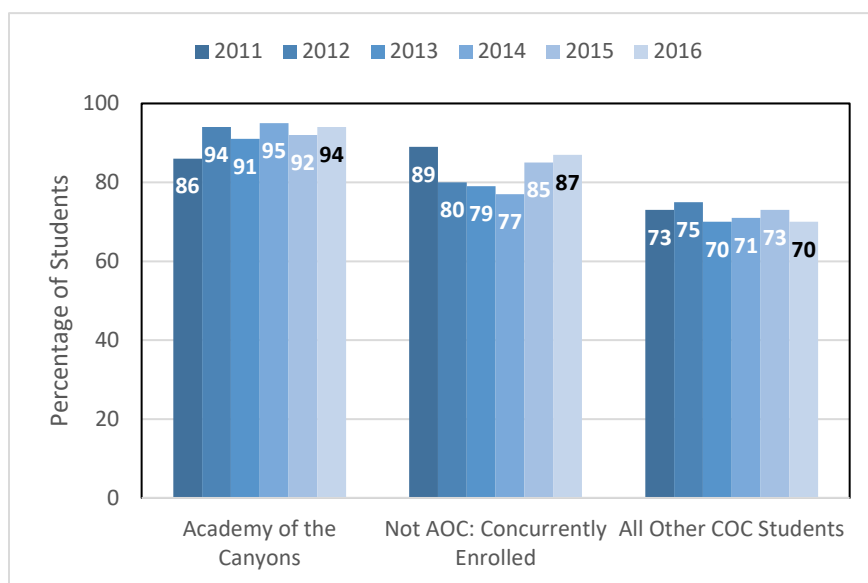 2011 2012 2013 2014 2015 2016
Percentage of Students
100
80
60
40
20
0
86 94 91 95 92 94
89 80 79 77 85 87
73 75 70 71 73 70
Academy of the
Canyons
Not AOC: Concurrently
Enrolled
All Other COC Students